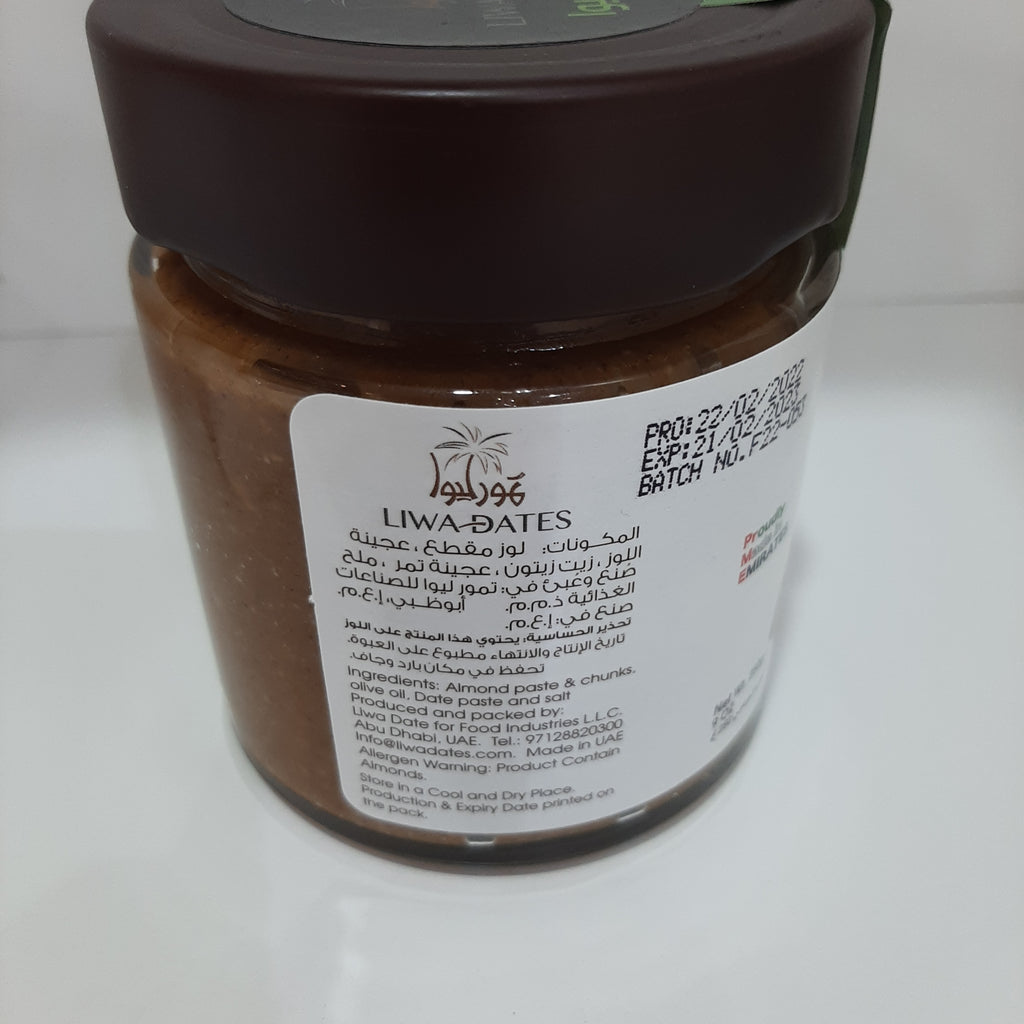 تمور ليوا
LIWA DATES
المكونات: لوز مقطع، عجينة
اللوز، زيت زيتون، عجينة تمر، ملح
صُنع وعُبئ في: تمور ليوا للصناعات
الغذائية ذ.م.م. أبوظبي، إ.ع.م.
صنع في: إ.ع.م.
تحذير الحساسية: يحتوي هذا المنتج على اللوز
تاريخ الإنتاج والانتهاء مطبوع على العبوة.
تحفظ في مكان بارد وجاف.
Ingredients: Almond paste & chunks,
olive oil, Date paste and salt
Produced and packed by:
Liwa Date for Food Industries L.L.C.
Abu Dhabi, UAE. Tel.: 97128820300
Info@liwadates.com. Made in UAE
Allergen Warning: Product Contain
Almonds.
Store in a Cool and Dry Place.
Production & Expiry Date printed on
the pack.
PRO:22/02/2022
EXP:21/02/2023
BATCH NO.F22-053
Proudly
EMIRATI